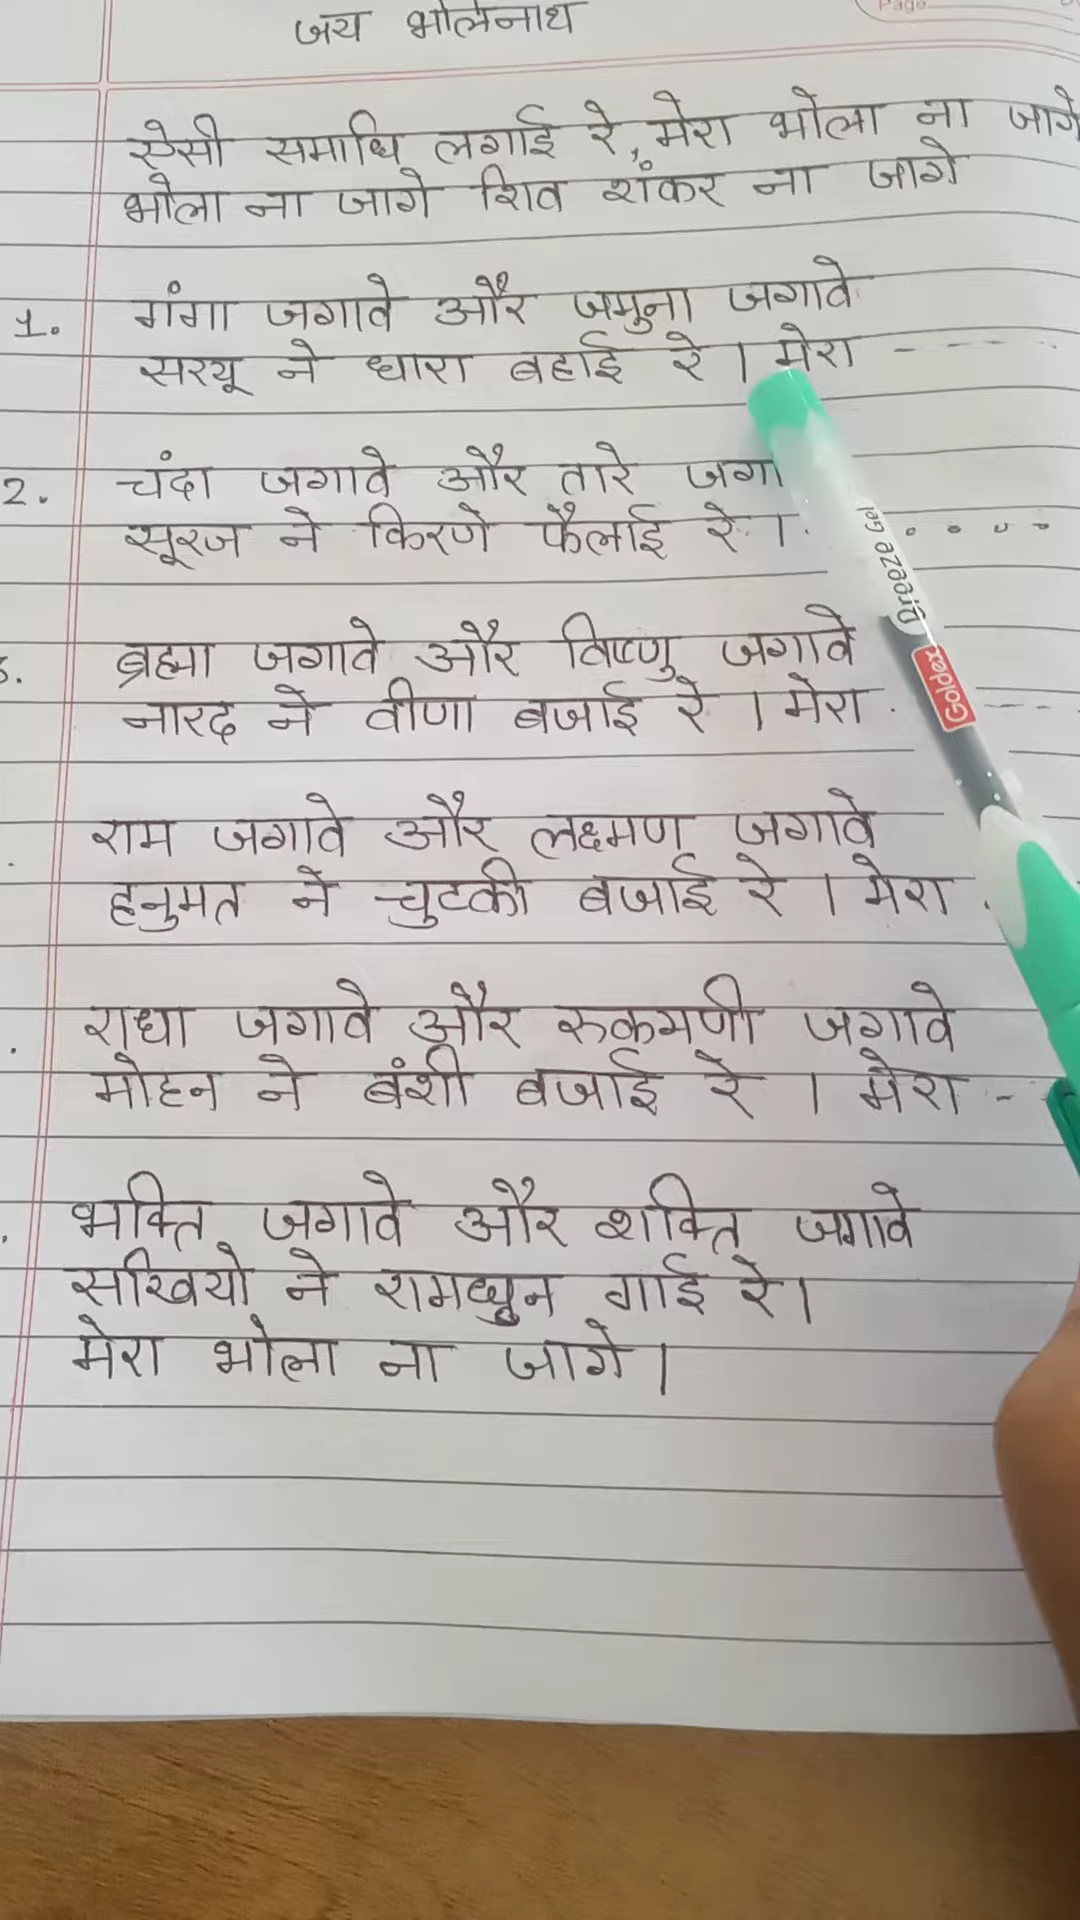 जय भोलेनाथ
Page
ऐसी समाधि लगाई रे, मेरा भोला ना जागे
भोला ना जागे शिव शंकर ना जागे
1. गंगा जगावे और जमुना जगावे
सरयू ने धारा बहाई रे । मेरा - - - - -
2. चंदा जगावे और तारे जगा
सूरज ने किरणे फैलाई रे ।
ब्रह्मा जगावे और विष्णु जगावे
नारद ने वीणा बजाई रे । मेरा
राम जगावे और लक्ष्मण जगावे
हनुमत ने चुटकी बजाई रे । मेरा
राधा जगावे और रुकमणी जगावे
मोहन ने बंशी बजाई रे । मेरा -
भक्ति जगावे और शक्ति जगावे
सखियो ने रामधुन गाई रे।
मेरा भोला ना जागे।
Goldex
breeze Gel